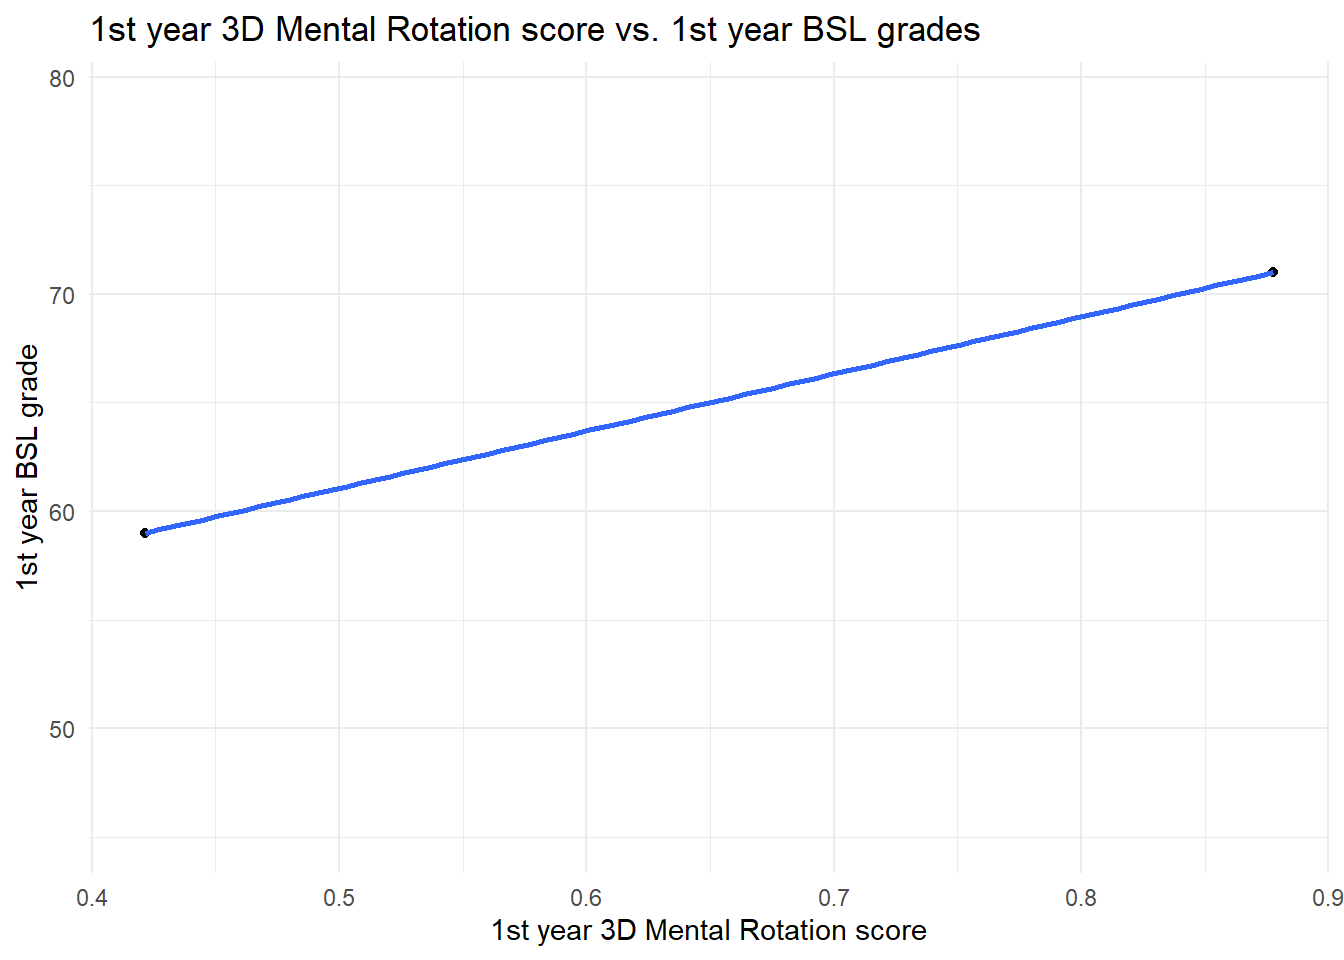 1st year 3D Mental Rotation score vs. 1st year BSL grades
1st year BSL grade
80
70
60
50
0.4 0.5 0.6 0.7 0.8 0.9
1st year 3D Mental Rotation score